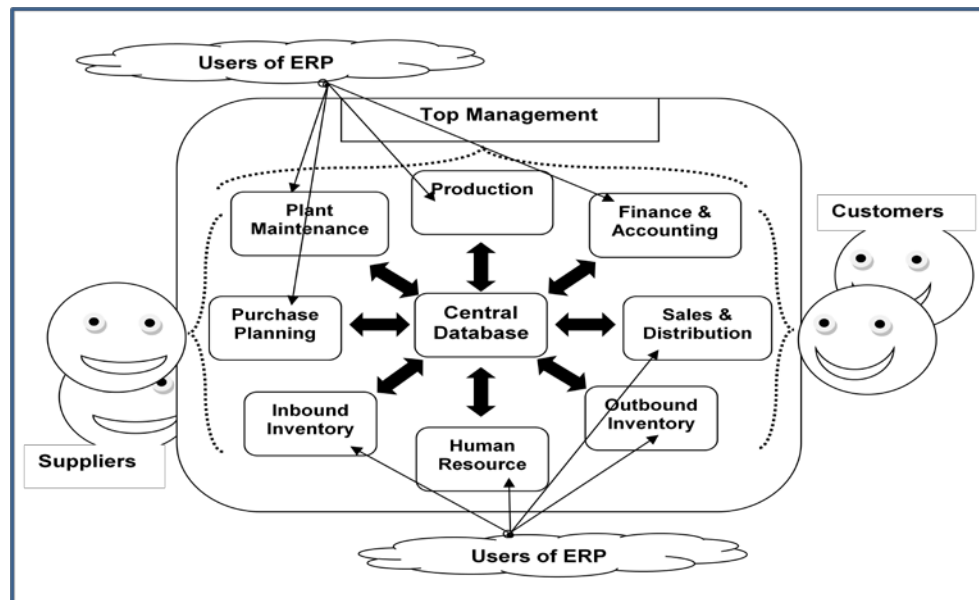 Users of ERP
Top Management
Production
Plant
Maintenance
Finance &
Accounting
Customers
Purchase
Planning
Central
Database
Sales &
Distribution
Inbound
Inventory
Human
Resource
Outbound
Inventory
Suppliers
Users of ERP